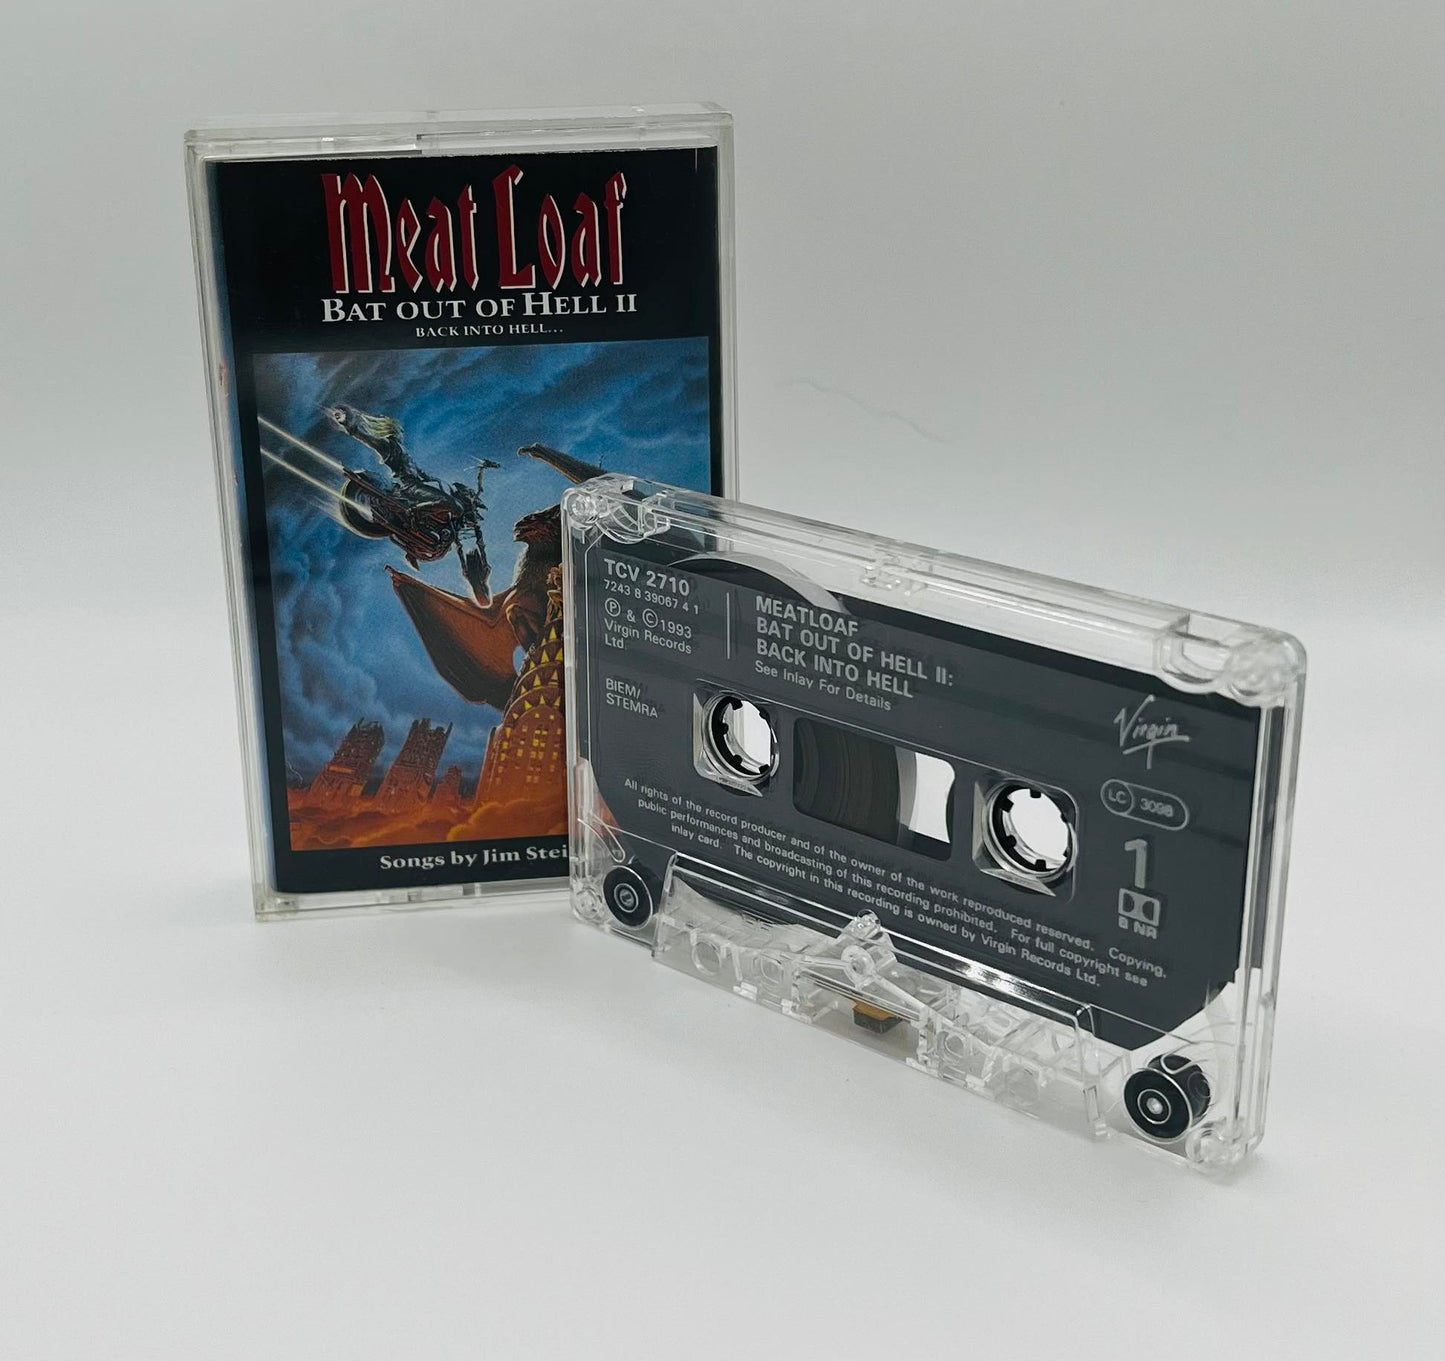 Meat Loaf
BAT OUT OF HELL II
BACK INTO HELL...
Songs by Jim
TCV 2710
7243 8 39067 4 1
Ⓟ & ©1993
Virgin Records
Ltd.
BIEM/
STEMRA
MEATLOAF
BAT OUT OF HELL II:
BACK INTO HELL
See Inlay For Details
Virgin
LC 3098
1
B NR
All rights of the record producer and of the owner of the work reproduced reserved. Copying,
public performances and broadcasting of this recording prohibited. For full copyright see
inlay card. The copyright in this recording is owned by Virgin Records Ltd.